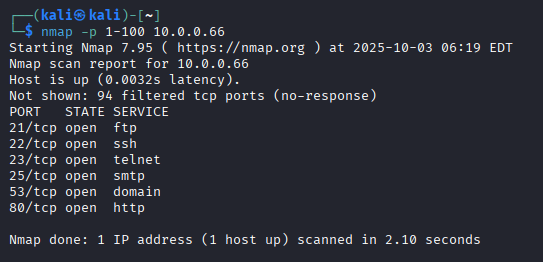 ┌──(kali㉿kali)-[~]
└─$ nmap -p 1-100 10.0.0.66
Starting Nmap 7.95 ( https://nmap.org ) at 2025-10-03 06:19 EDT
Nmap scan report for 10.0.0.66
Host is up (0.0032s latency).
Not shown: 94 filtered tcp ports (no-response)
PORT   STATE SERVICE
21/tcp open  ftp
22/tcp open  ssh
23/tcp open  telnet
25/tcp open  smtp
53/tcp open  domain
80/tcp open  http
Nmap done: 1 IP address (1 host up) scanned in 2.10 seconds